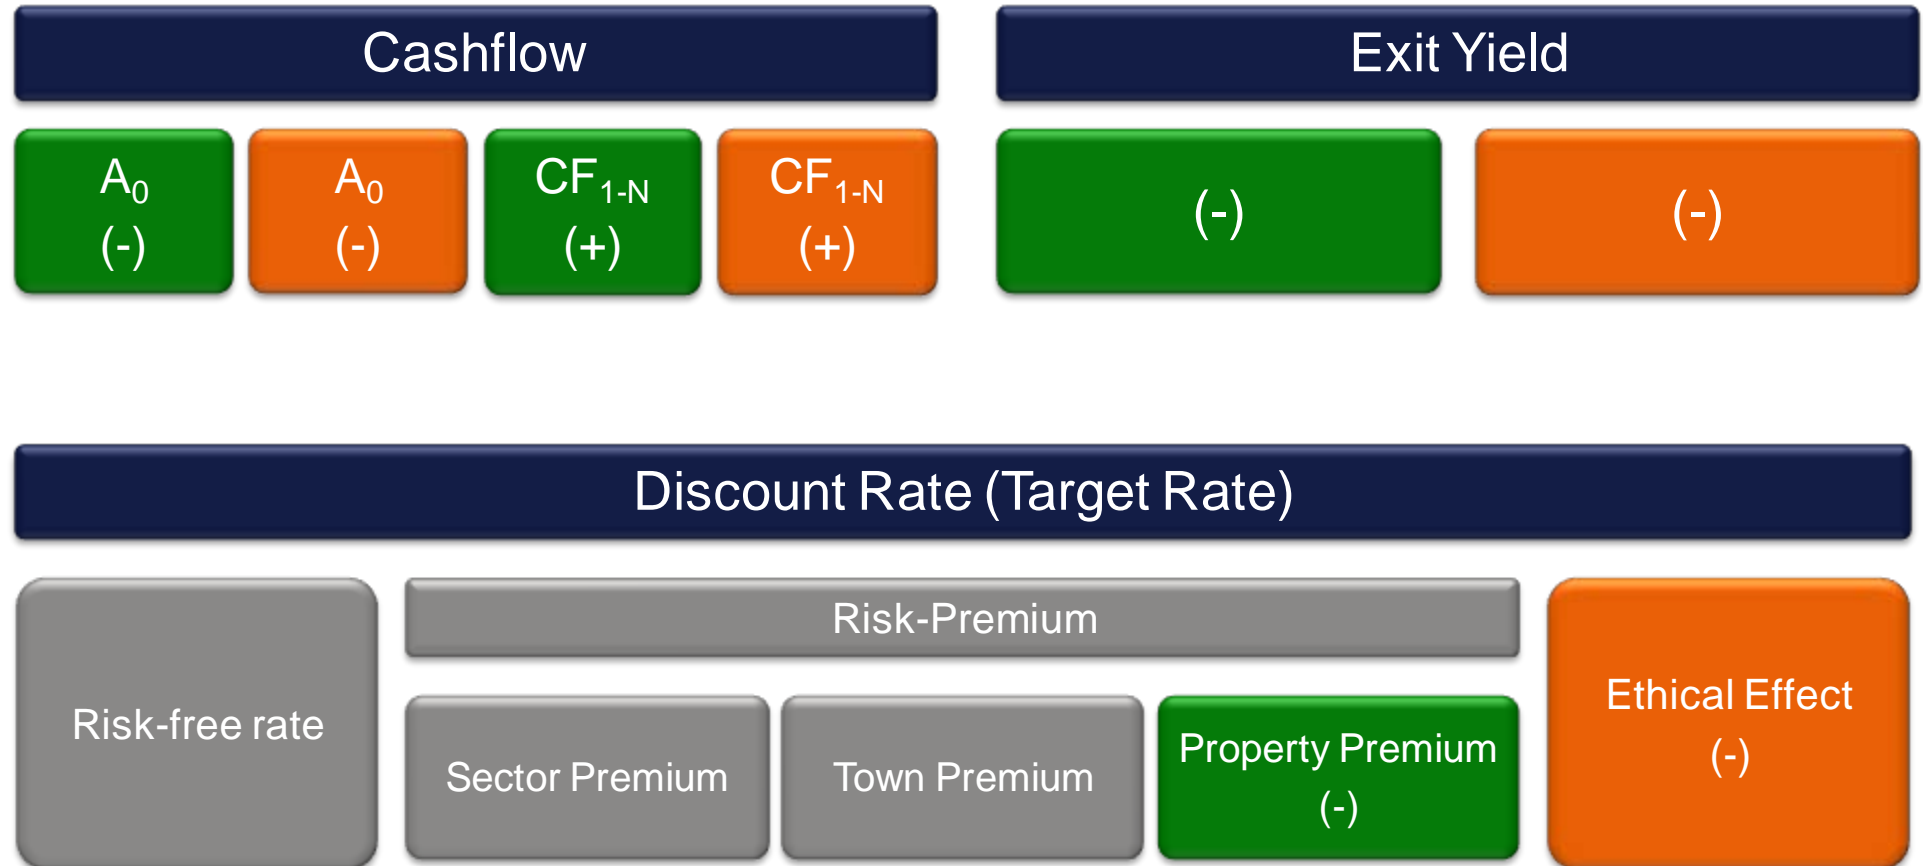 Cashflow
Exit Yield
A₀
(-)
A₀
(-)
CF₁₋N
(+)
CF₁₋N
(+)
(-)
(-)
Discount Rate (Target Rate)
Risk-free rate
Risk-Premium
Sector Premium
Town Premium
Property Premium
(-)
Ethical Effect
(-)